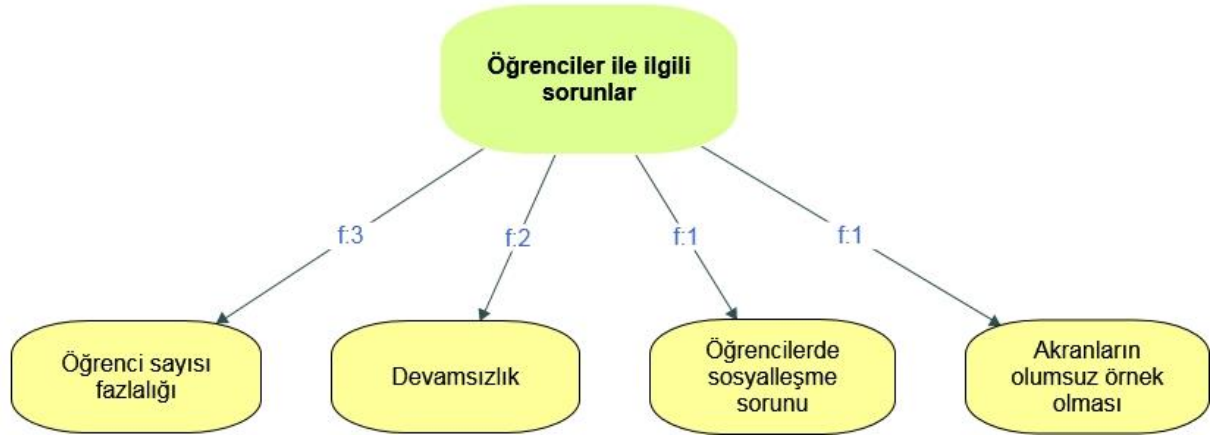 Öğrenciler ile ilgili
sorunlar
f:3
f:2
f:1
f:1
Öğrenci sayısı
fazlalığı
Devamsızlık
Öğrencilerde
sosyalleşme
sorunu
Akranların
olumsuz örnek
olması